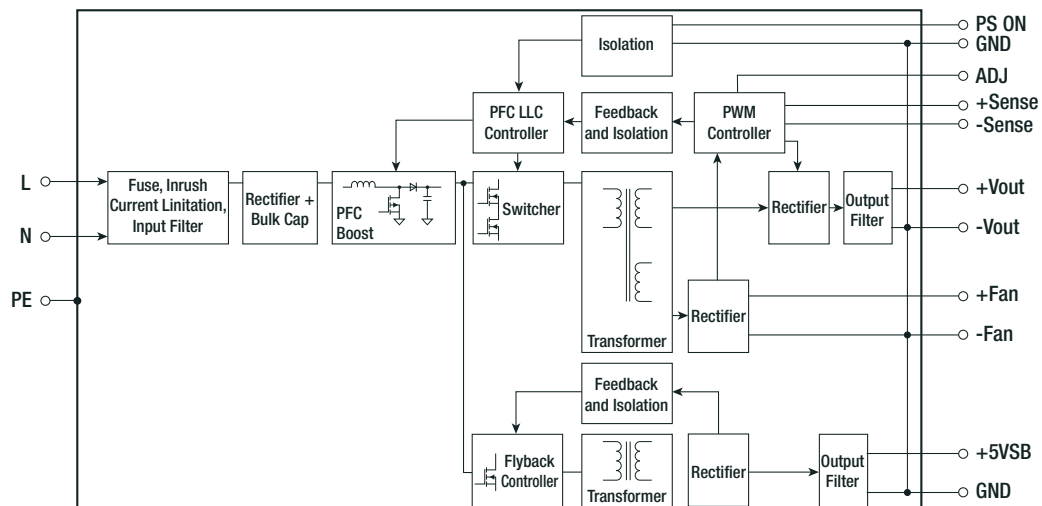 PS ON
Isolation
GND
ADJ
PFC LLC
Controller
Feedback
and Isolation
PWM
Controller
+Sense
-Sense
L
Fuse, Inrush
Current Linitation,
Input Filter
Rectifier +
Bulk Cap
PFC
Boost
Switcher
Rectifier
Output
Filter
+Vout
-Vout
N
PE
Transformer
Rectifier
+Fan
-Fan
Feedback
and Isolation
Flyback
Controller
Transformer
Rectifier
Output
Filter
+5VSB
GND